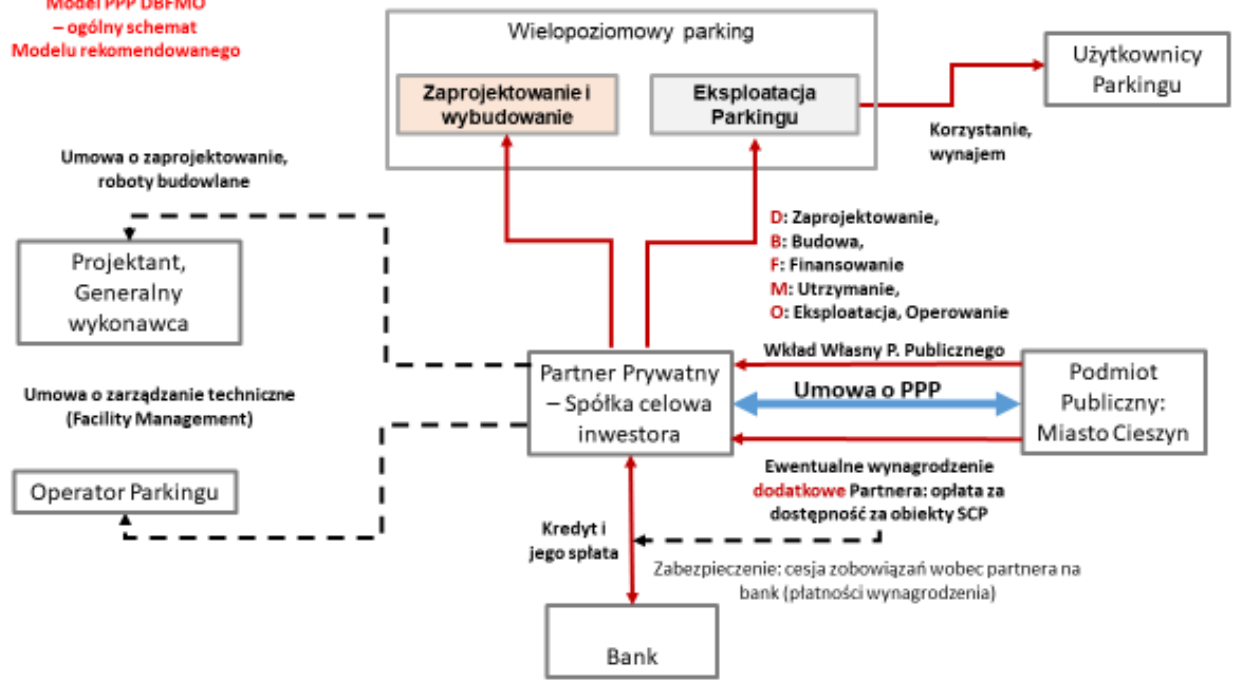 Model PPP DBFMO
– ogólny schemat
Modelu rekomendowanego
Wielopoziomowy parking
Zaprojektowanie i
wybudowanie
Eksploatacja
Parkingu
Użytkownicy
Parkingu
Korzystanie,
wynajem
Umowa o zaprojektowanie,
roboty budowlane
Projektant,
Generalny
wykonawca
D: Zaprojektowanie,
B: Budowa,
F: Finansowanie
M: Utrzymanie,
O: Eksploatacja, Operowanie
Umowa o zarządzanie techniczne
(Facility Management)
Operator Parkingu
Partner Prywatny
– Spółka celowa
inwestora
Wkład Własny P. Publicznego
Umowa o PPP
Podmiot
Publiczny:
Miasto Cieszyn
Ewentualne wynagrodzenie
dodatkowe Partnera: opłata za
dostępność za obiekty SCP
Kredyt i
jego spłata
Zabezpieczenie: cesja zobowiązań wobec partnera na
bank (płatności wynagrodzenia)
Bank